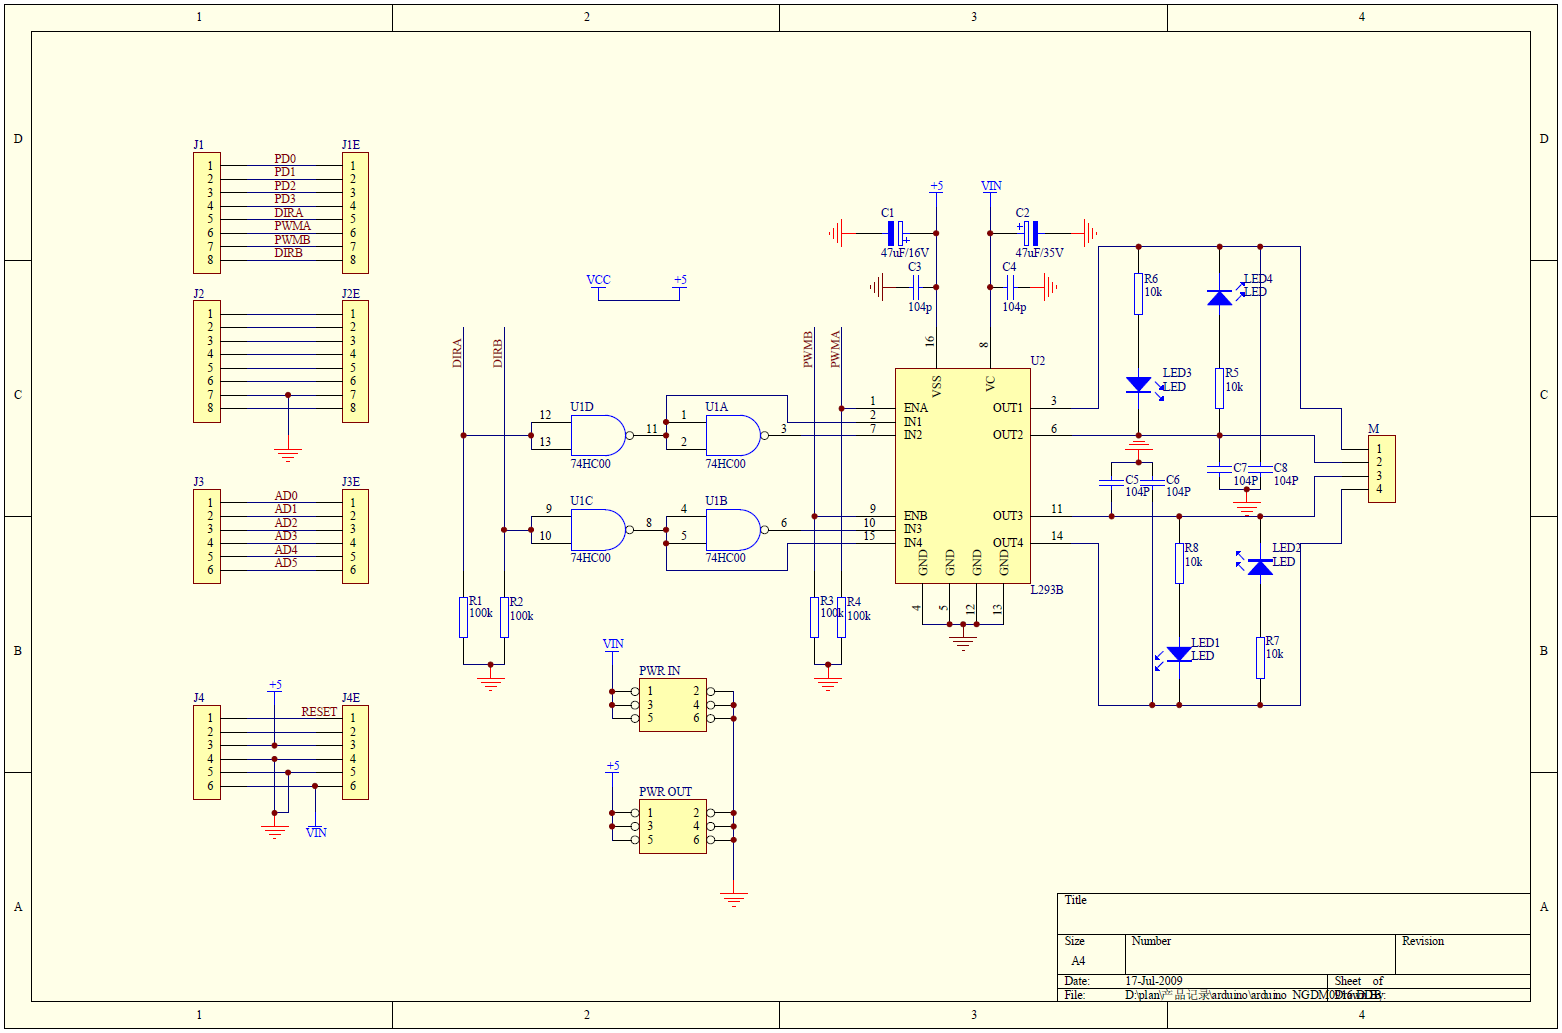 1 2 3 4
D D
C C
B B
A A
1 2 3 4
J1 J1E
1 PD0 1
2 PD1 2
3 PD2 3
4 PD3 4
5 DIRA 5
6 PWMA 6
7 PWMB 7
8 DIRB 8
J2 J2E
1 1
2 2
3 3
4 4
5 5
6 6
7 7
8 8
J3 J3E
1 AD0 1
2 AD1 2
3 AD2 3
4 AD3 4
5 AD4 5
6 AD5 6
+5
J4 J4E
1 RESET 1
2 2
3 3
4 4
5 5
6 6
VIN
VCC +5
DIRA
DIRB
U1D
12
13
11
74HC00
U1A
1
2
3
74HC00
U1C
9
10
8
74HC00
U1B
4
5
6
74HC00
R1
100k
R2
100k
PWMB
PWMA
R3
100k
R4
100k
+5
VIN
C1
47uF/16V
C2
47uF/35V
C3
104p
C4
104p
U2
16 8
VSS VC
1 ENA OUT1 3
2 IN1
7 IN2 OUT2 6
9 ENB OUT3 11
10 IN3
15 IN4 OUT4 14
GND GND GND GND
4 5 12 13
L293B
R6
10k
LED4
LED
LED3
LED
R5
10k
C5
104P
C6
104P
C7
104P
C8
104P
M
1
2
3
4
R8
10k
LED2
LED
LED1
LED
R7
10k
VIN
PWR IN
1 2
3 4
5 6
+5
PWR OUT
1 2
3 4
5 6
Title
Size Number Revision
A4
Date: 17-Jul-2009 Sheet of
File: D:\plan\产品记录\arduino\arduino